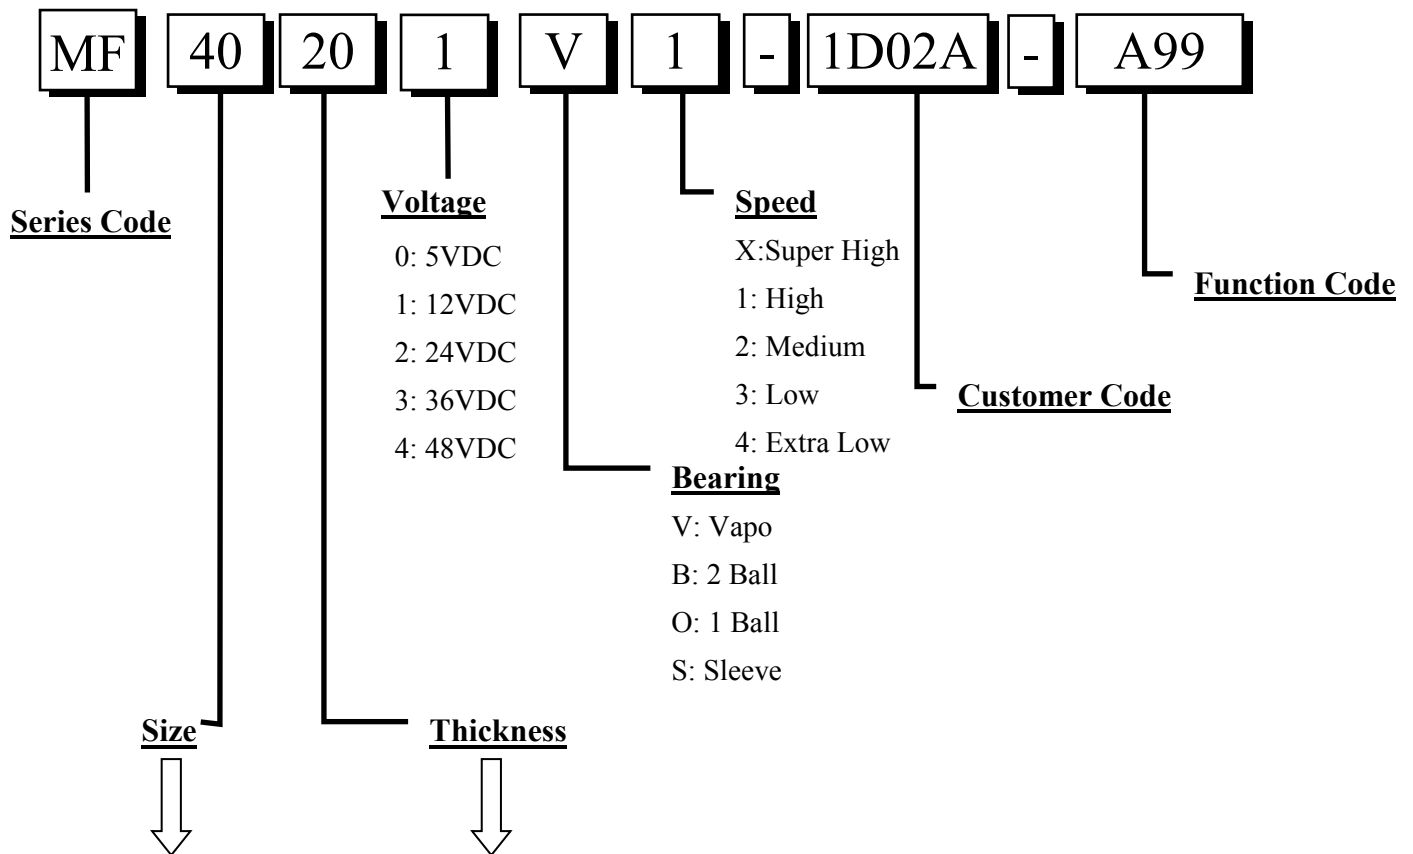 MF 40 20 1 V 1 - 1D02A - A99
Series Code
Voltage
0: 5VDC
1: 12VDC
2: 24VDC
3: 36VDC
4: 48VDC
Speed
X:Super High
1: High
2: Medium
3: Low
4: Extra Low
Function Code
Customer Code
Bearing
V: Vapo
B: 2 Ball
O: 1 Ball
S: Sleeve
Size
Thickness